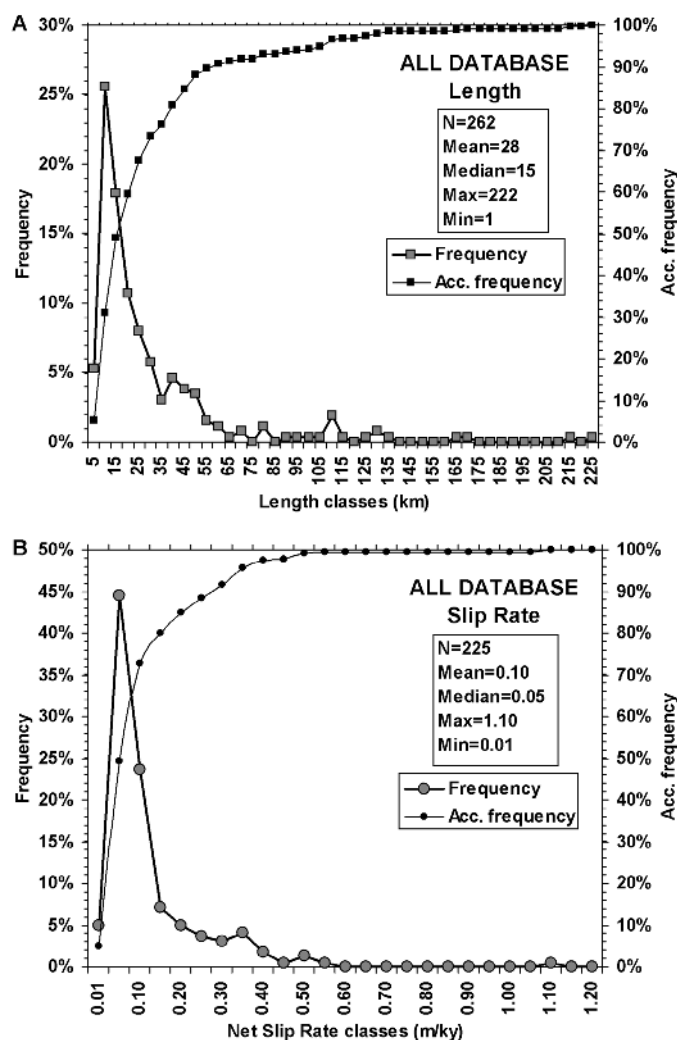 A
30%
25%
20%
15%
10%
5%
0%
Frequency
100%
90%
80%
70%
60%
50%
40%
30%
20%
10%
0%
Acc. frequency
ALL DATABASE
Length
N=262
Mean=28
Median=15
Max=222
Min=1
Frequency
Acc. frequency
5 15 25 35 45 55 65 75 85 95 105 115 125 135 145 155 165 175 185 195 205 215 225
Length classes (km)
B
50%
45%
40%
35%
30%
25%
20%
15%
10%
5%
0%
Frequency
100%
90%
80%
70%
60%
50%
40%
30%
20%
10%
0%
Acc. frequency
ALL DATABASE
Slip Rate
N=225
Mean=0.10
Median=0.05
Max=1.10
Min=0.01
Frequency
Acc. frequency
0.01 0.10 0.20 0.30 0.40 0.50 0.60 0.70 0.80 0.90 1.00 1.10 1.20
Net Slip Rate classes (m/ky)